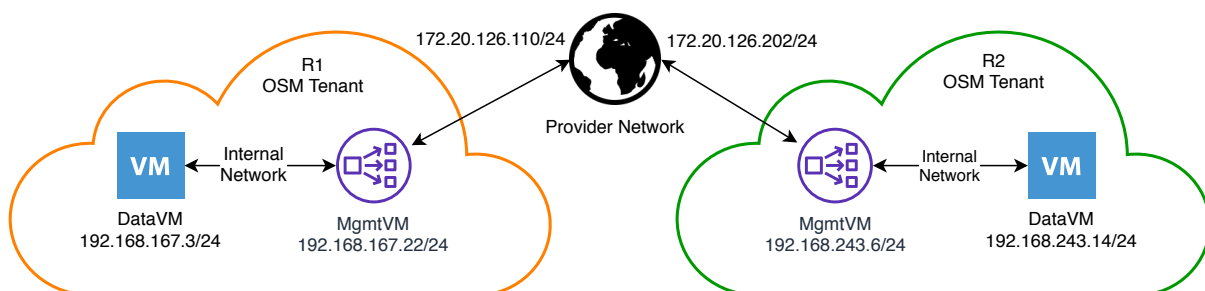 172.20.126.110/24
172.20.126.202/24
R1
OSM Tenant
R2
OSM Tenant
Provider Network
VM
Internal
Network
Internal
Network
VM
DataVM
192.168.167.3/24
MgmtVM
192.168.167.22/24
MgmtVM
192.168.243.6/24
DataVM
192.168.243.14/24